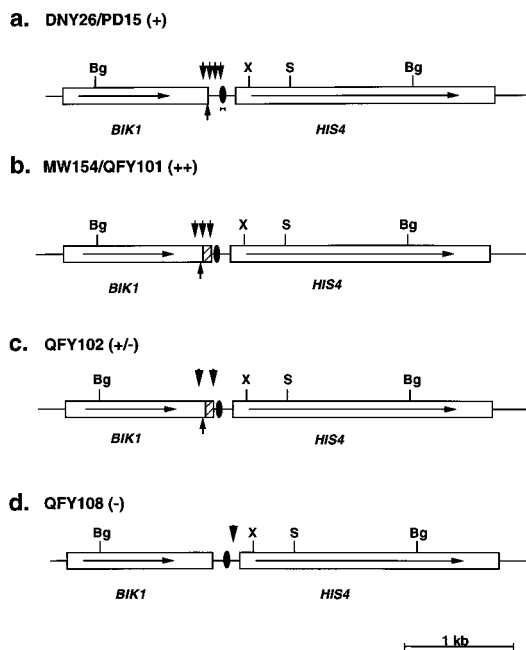 a. DNY26/PD15 (+)
Bg X S Bg
BIK1 HIS4
b. MW154/QFY101 (++)
Bg X S Bg
BIK1 HIS4
c. QFY102 (+/-)
Bg X S Bg
BIK1 HIS4
d. QFY108 (-)
Bg X S Bg
BIK1 HIS4
1 kb